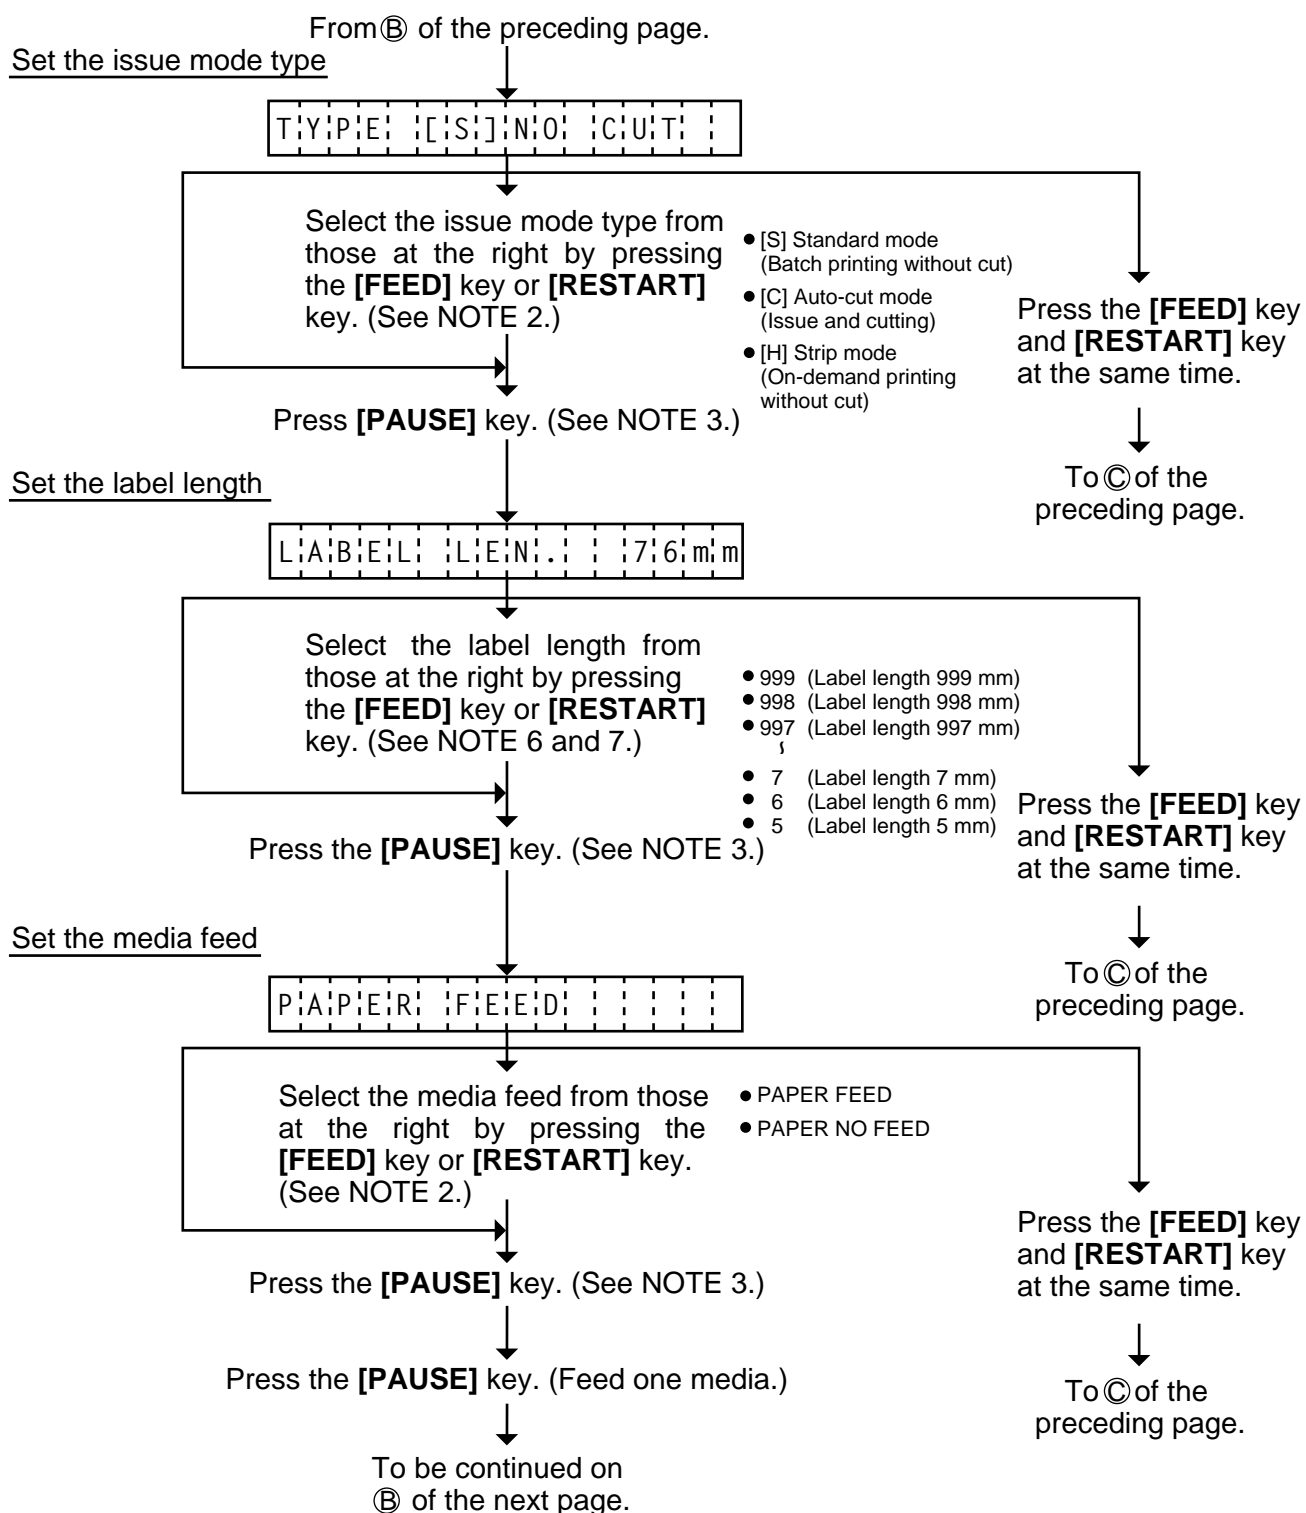 From Ⓑ of the preceding page.
Set the issue mode type
TYPE [S]NO CUT
Select the issue mode type from
those at the right by pressing
the [FEED] key or [RESTART]
key. (See NOTE 2.)
● [S] Standard mode
(Batch printing without cut)
● [C] Auto-cut mode
(Issue and cutting)
● [H] Strip mode
(On-demand printing
without cut)
Press the [FEED] key
and [RESTART] key
at the same time.
To Ⓒ of the
preceding page.
Press [PAUSE] key. (See NOTE 3.)
Set the label length
LABEL LEN.  76mm
Select the label length from
those at the right by pressing
the [FEED] key or [RESTART]
key. (See NOTE 6 and 7.)
● 999 (Label length 999 mm)
● 998 (Label length 998 mm)
● 997 (Label length 997 mm)
~
● 7 (Label length 7 mm)
● 6 (Label length 6 mm)
● 5 (Label length 5 mm)
Press the [FEED] key
and [RESTART] key
at the same time.
To Ⓒ of the
preceding page.
Press the [PAUSE] key. (See NOTE 3.)
Set the media feed
PAPER FEED
Select the media feed from those
at the right by pressing the
[FEED] key or [RESTART] key.
(See NOTE 2.)
● PAPER FEED
● PAPER NO FEED
Press the [FEED] key
and [RESTART] key
at the same time.
To Ⓒ of the
preceding page.
Press the [PAUSE] key. (See NOTE 3.)
Press the [PAUSE] key. (Feed one media.)
To be continued on
Ⓑ of the next page.